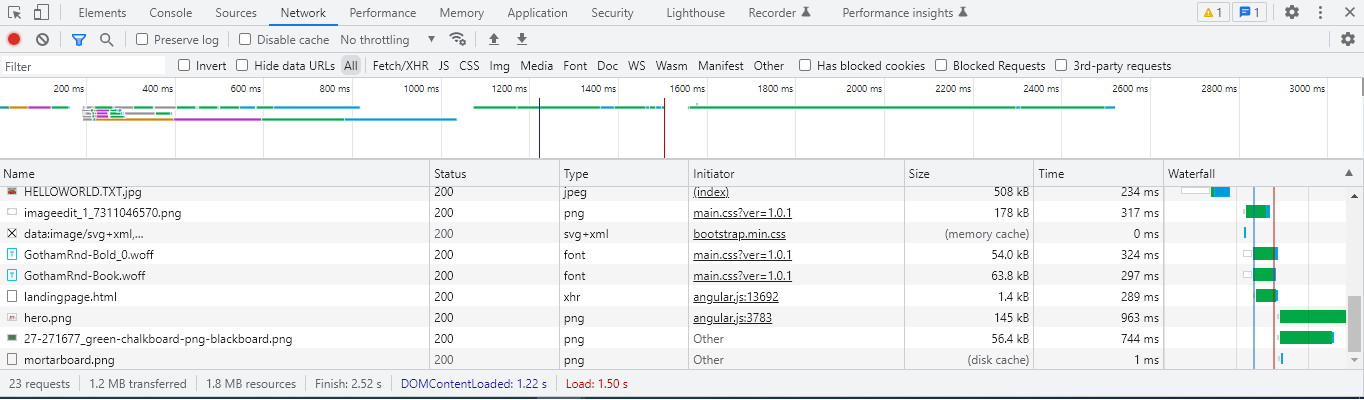 Elements Console Sources Network Performance Memory Application Security Lighthouse Recorder Performance insights 1 1
Preserve log Disable cache No throttling
Filter Invert Hide data URLs All Fetch/XHR JS CSS Img Media Font Doc WS Wasm Manifest Other Has blocked cookies Blocked Requests 3rd-party requests
200 ms 400 ms 600 ms 800 ms 1000 ms 1200 ms 1400 ms 1600 ms 1800 ms 2000 ms 2200 ms 2400 ms 2600 ms 2800 ms 3000 ms
Name Status Type Initiator Size Time Waterfall
HELLOWORLD.TXT.jpg 200 jpeg (index) 508 kB 234 ms
imageedit_1_7311046570.png 200 png main.css?ver=1.0.1 178 kB 317 ms
data:image/svg+xml,... 200 svg+xml bootstrap.min.css (memory cache) 0 ms
GothamRnd-Bold_0.woff 200 font main.css?ver=1.0.1 54.0 kB 324 ms
GothamRnd-Book.woff 200 font main.css?ver=1.0.1 63.8 kB 297 ms
landingpage.html 200 xhr angular.js:13692 1.4 kB 289 ms
hero.png 200 png angular.js:3783 145 kB 963 ms
27-271677_green-chalkboard-png-blackboard.png 200 png Other 56.4 kB 744 ms
mortarboard.png 200 png Other (disk cache) 1 ms
23 requests 1.2 MB transferred 1.8 MB resources Finish: 2.52 s DOMContentLoaded: 1.22 s Load: 1.50 s